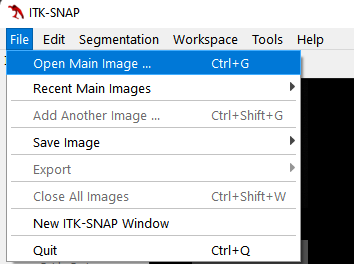 ITK-SNAP
File Edit Segmentation Workspace Tools Help
Open Main Image ... Ctrl+G
Recent Main Images
Add Another Image ... Ctrl+Shift+G
Save Image
Export
Close All Images Ctrl+Shift+W
New ITK-SNAP Window
Quit Ctrl+Q